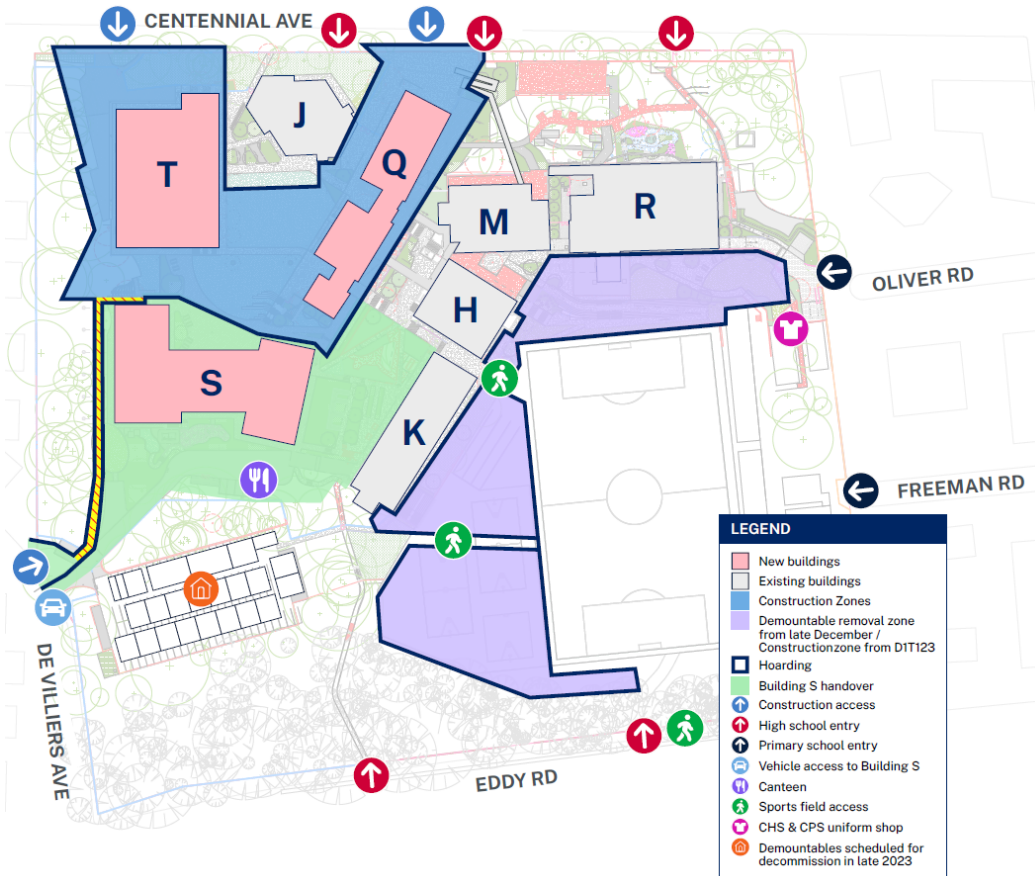 CENTENNIAL AVE
J
T
Q
M
R
H
OLIVER RD
S
K
FREEMAN RD
DE VILLIERS AVE
EDDY RD
LEGEND
New buildings
Existing buildings
Construction Zones
Demountable removal zone
from late December /
Constructionzone from D1T123
Hoarding
Building S handover
Construction access
High school entry
Primary school entry
Vehicle access to Building S
Canteen
Sports field access
CHS & CPS uniform shop
Demountables scheduled for
decommission in late 2023